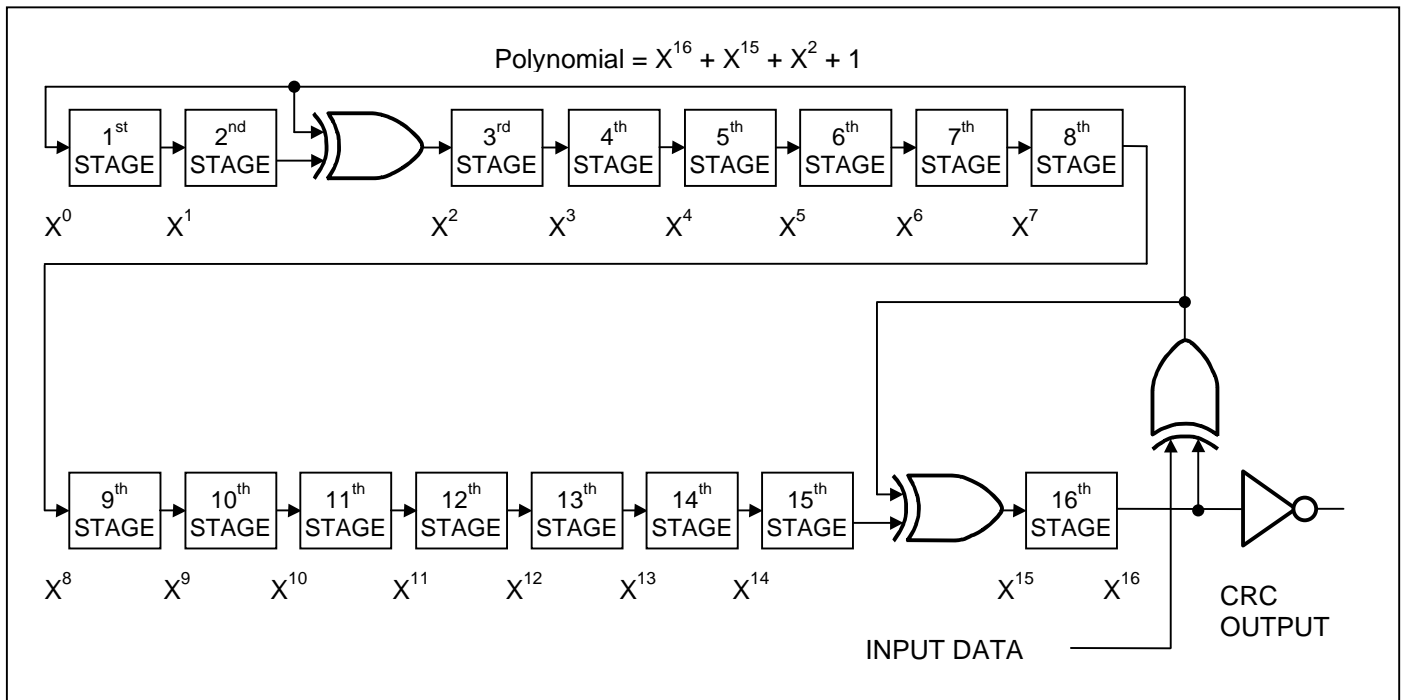 Polynomial = X^16 + X^15 + X^2 + 1
1st STAGE
2nd STAGE
3rd STAGE
4th STAGE
5th STAGE
6th STAGE
7th STAGE
8th STAGE
X^0 X^1 X^2 X^3 X^4 X^5 X^6 X^7
9th STAGE
10th STAGE
11th STAGE
12th STAGE
13th STAGE
14th STAGE
15th STAGE
16th STAGE
X^8 X^9 X^10 X^11 X^12 X^13 X^14 X^15 X^16
CRC
OUTPUT
INPUT DATA